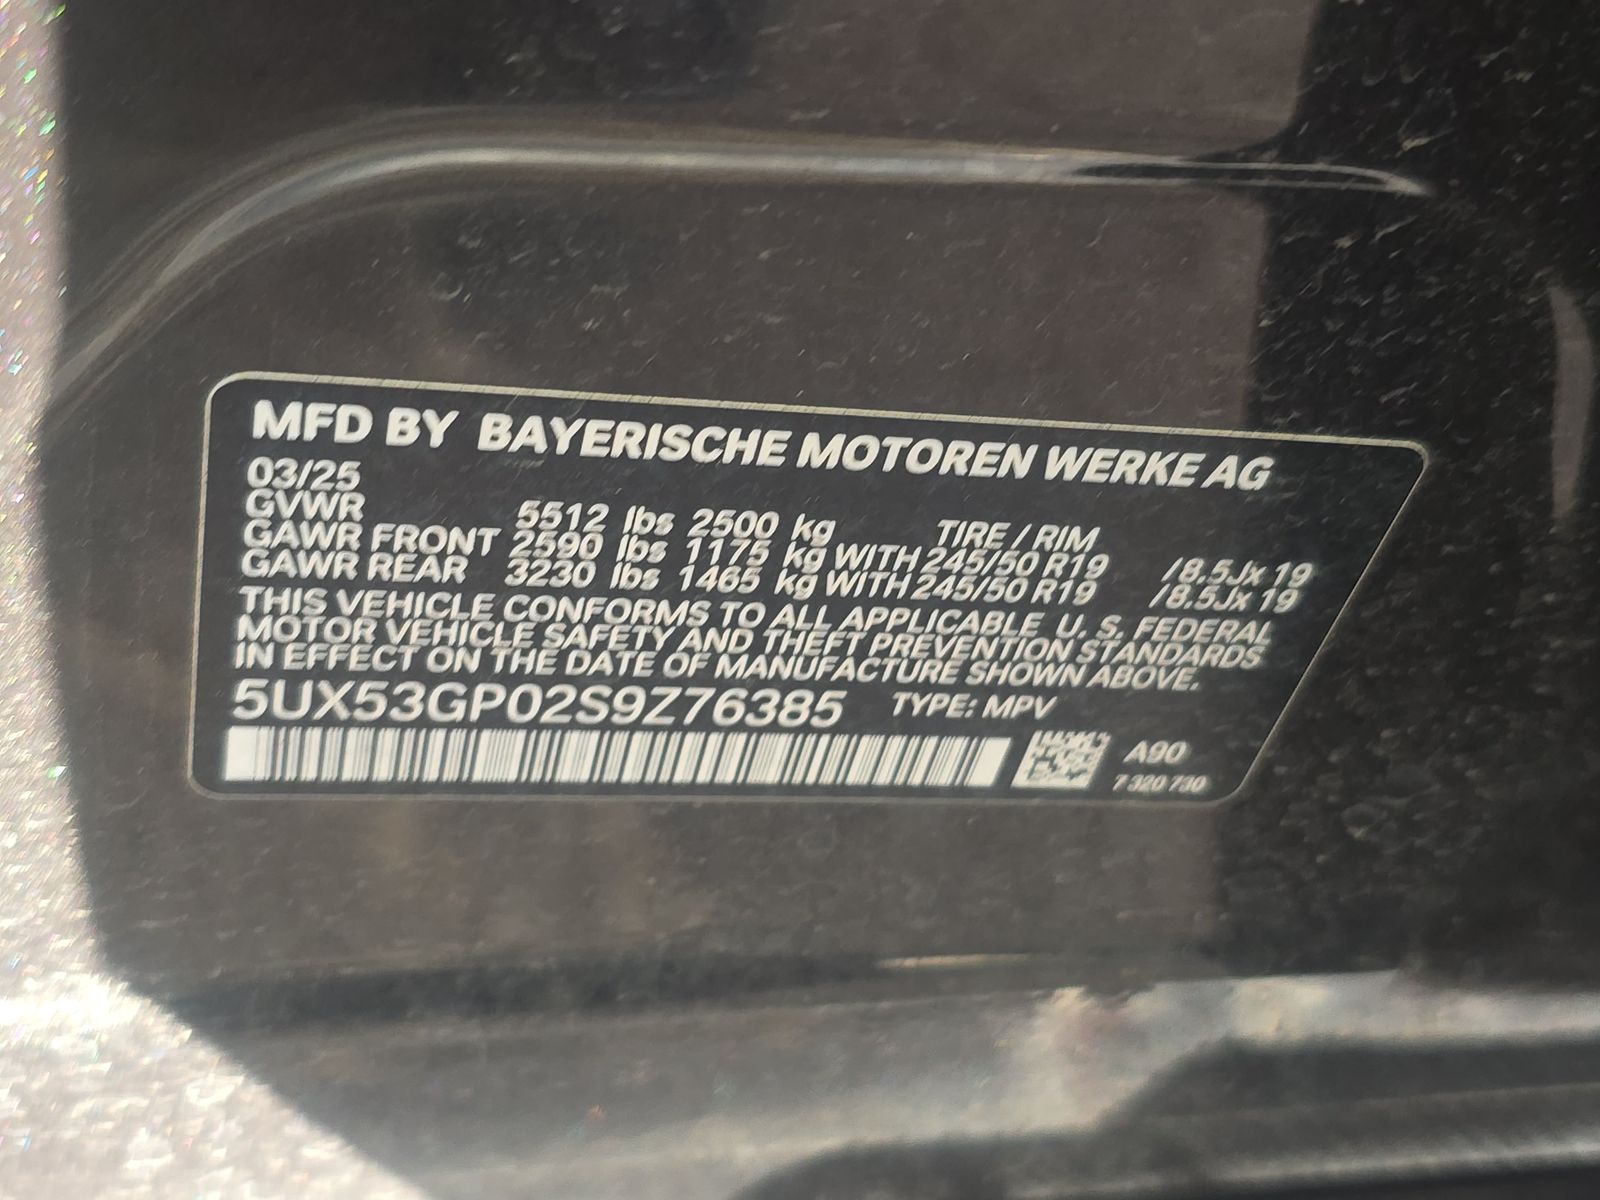 MFD BY BAYERISCHE MOTOREN WERKE AG
03/25
GVWR 5512 lbs 2500 kg TIRE / RIM
GAWR FRONT 2590 lbs 1175 kg WITH 245/50 R19 /8.5Jx 19
GAWR REAR 3230 lbs 1465 kg WITH 245/50 R19 /8.5Jx 19
THIS VEHICLE CONFORMS TO ALL APPLICABLE U. S. FEDERAL
MOTOR VEHICLE SAFETY AND THEFT PREVENTION STANDARDS
IN EFFECT ON THE DATE OF MANUFACTURE SHOWN ABOVE.
5UX53GP02S9Z76385 TYPE: MPV
A90
7 320 730